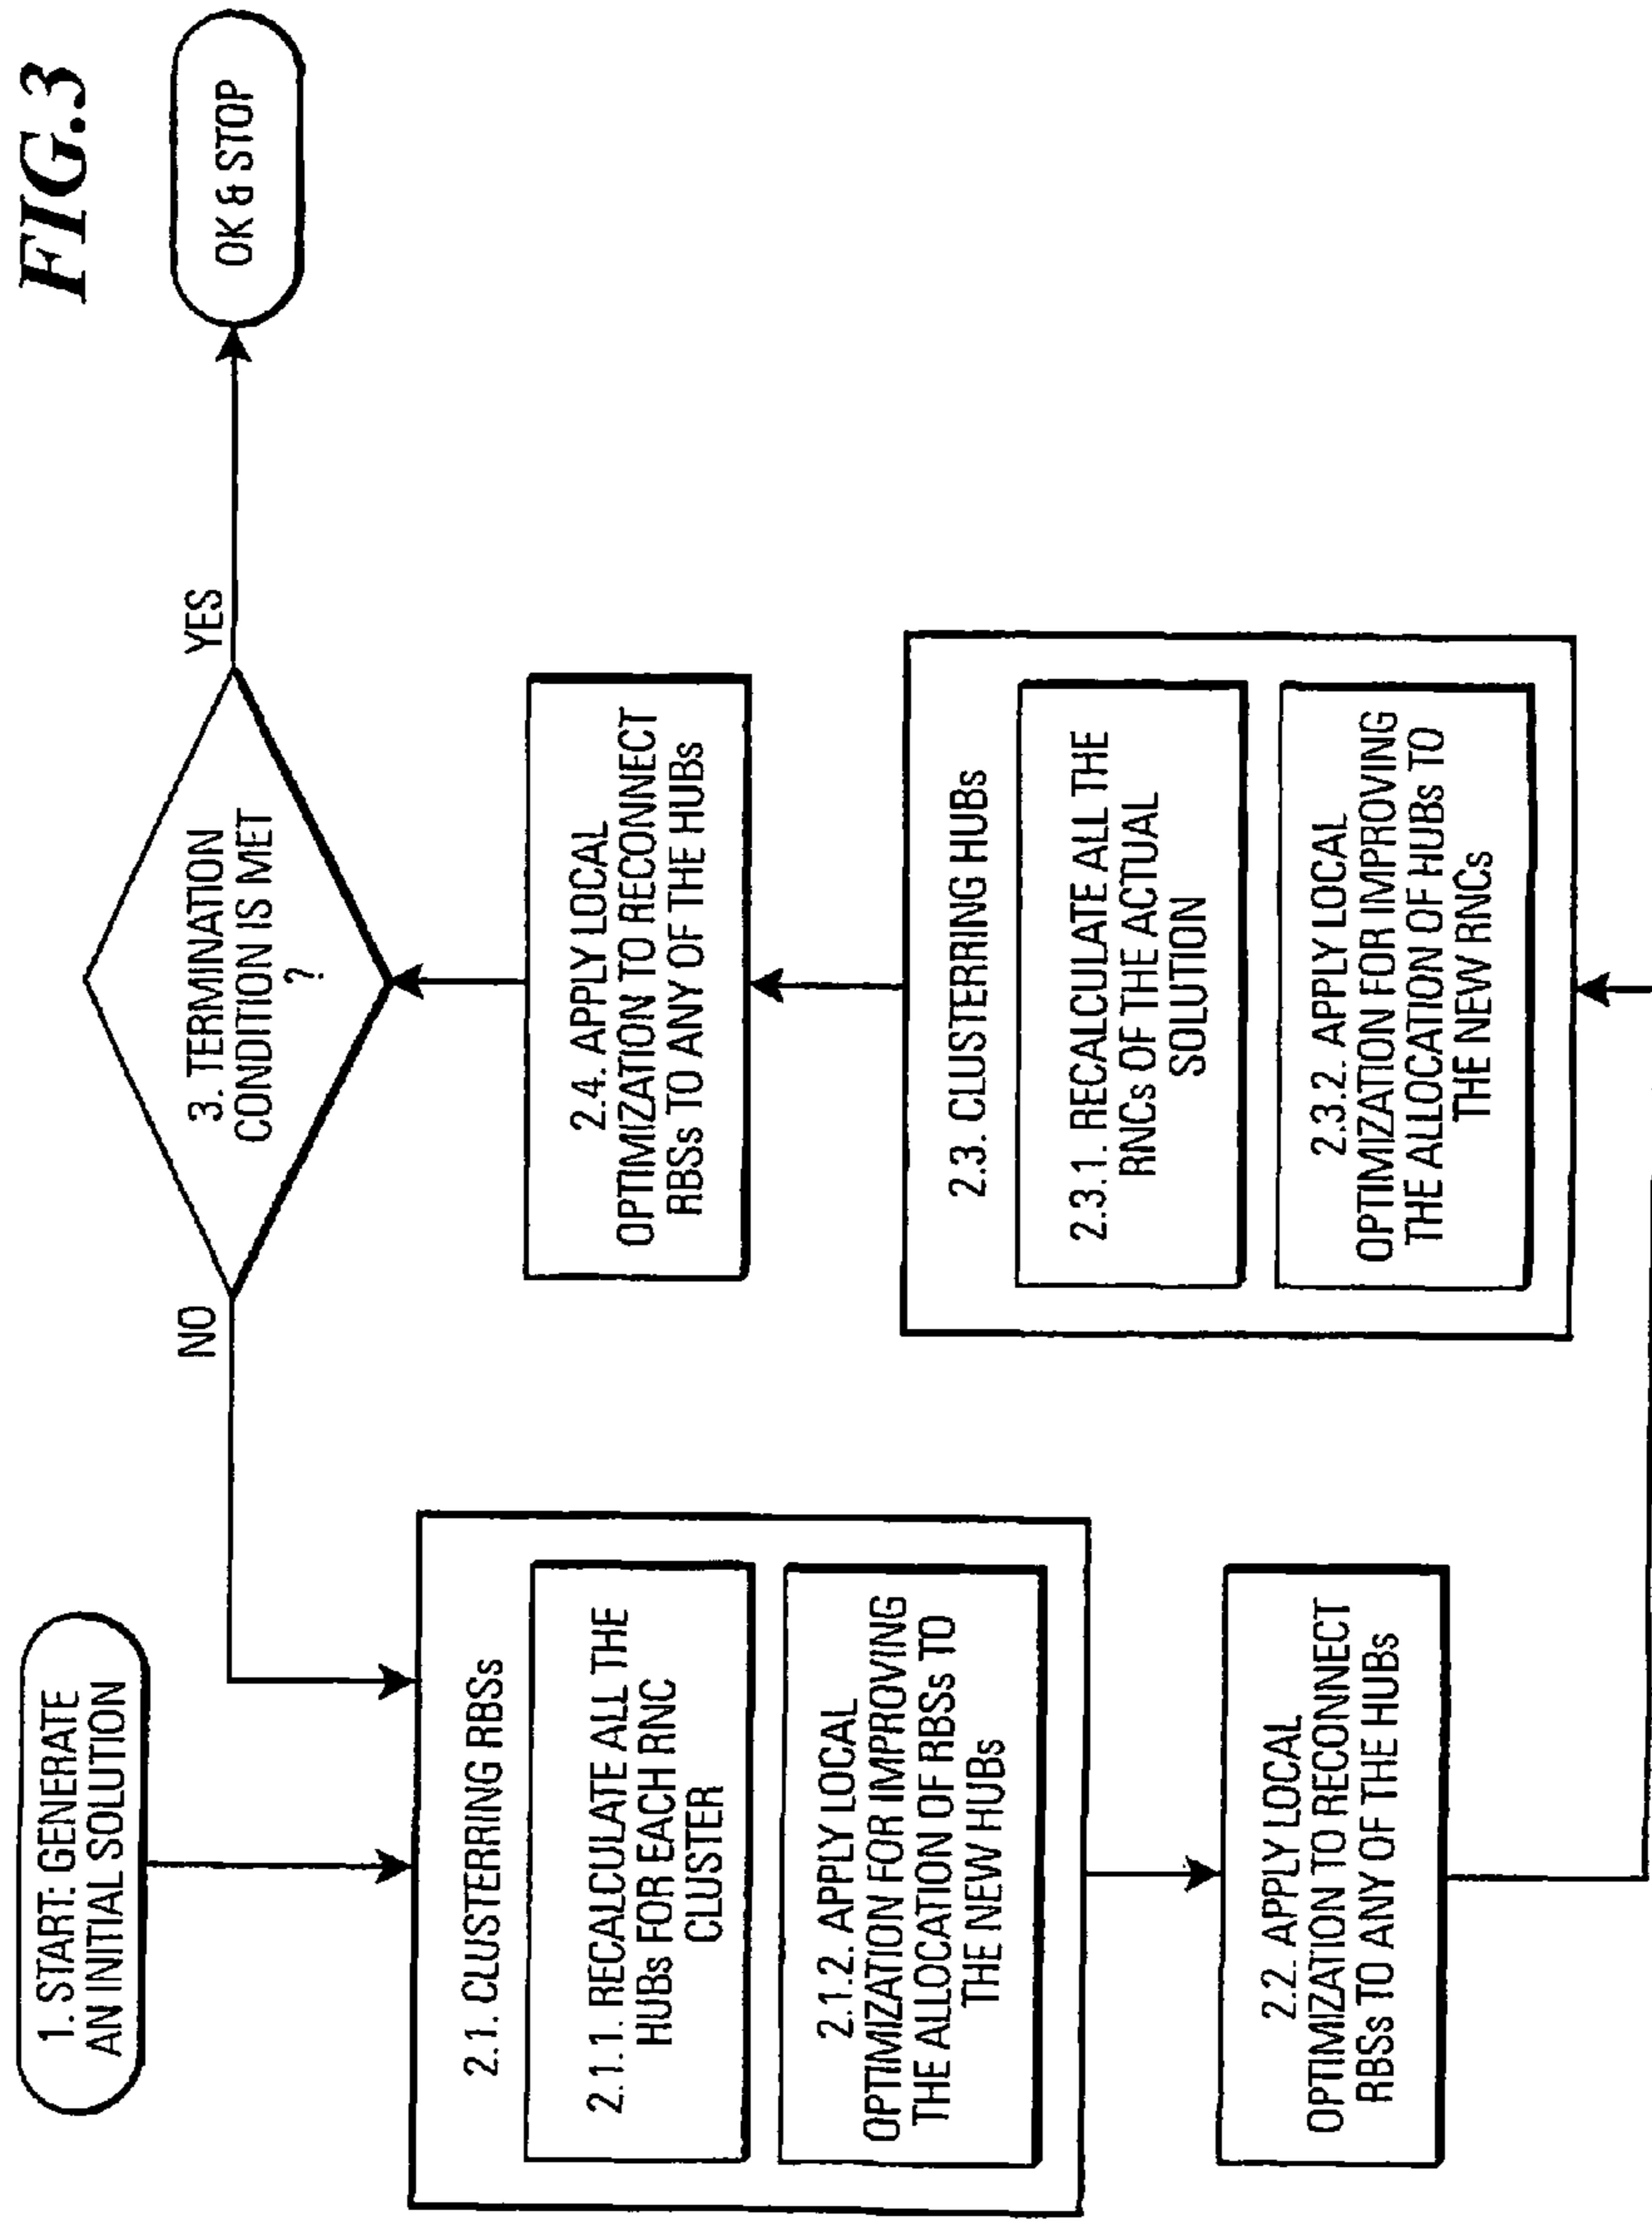 FIG.3
1. START: GENERATE
AN INITIAL SOLUTION
2.1. CLUSTERRING RBSs
2.1.1. RECALCULATE ALL THE
HUBs FOR EACH RNC
CLUSTER
2.1.2. APPLY LOCAL
OPTIMIZATION FOR IMPROVING
THE ALLOCATION OF RBSs TO
THE NEW HUBs
2.2. APPLY LOCAL
OPTIMIZATION TO RECONNECT
RBSs TO ANY OF THE HUBs
2.3. CLUSTERRING HUBs
2.3.1. RECALCULATE ALL THE
RNCs OF THE ACTUAL
SOLUTION
2.3.2. APPLY LOCAL
OPTIMIZATION FOR IMPROVING
THE ALLOCATION OF HUBs TO
THE NEW RNCs
2.4. APPLY LOCAL
OPTIMIZATION TO RECONNECT
RBSs TO ANY OF THE HUBs
3. TERMINATION
CONDITION IS MET
?
NO
YES
OK & STOP